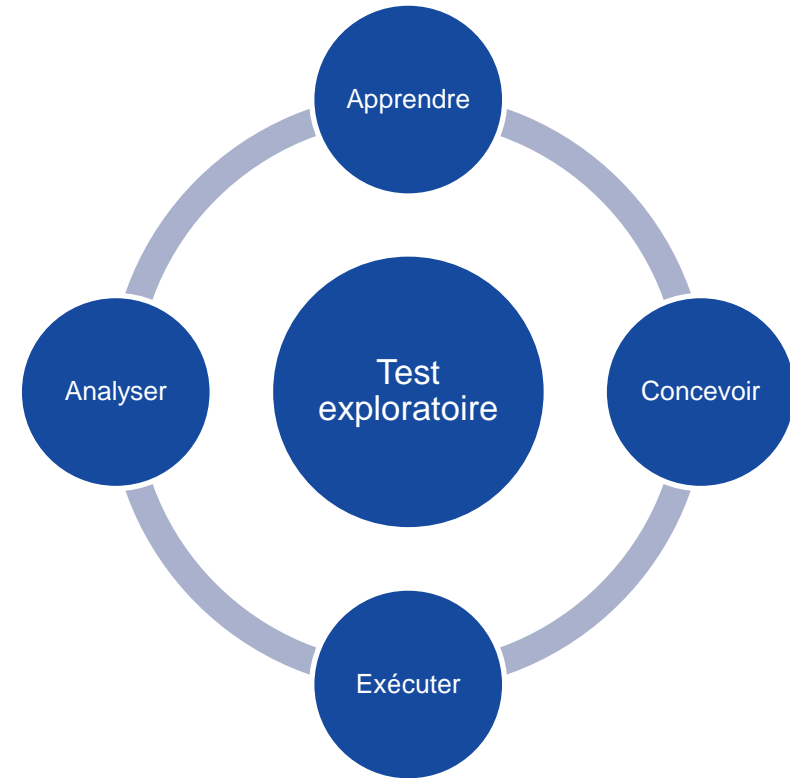 Apprendre
Analyser
Test
exploratoire
Concevoir
Exécuter